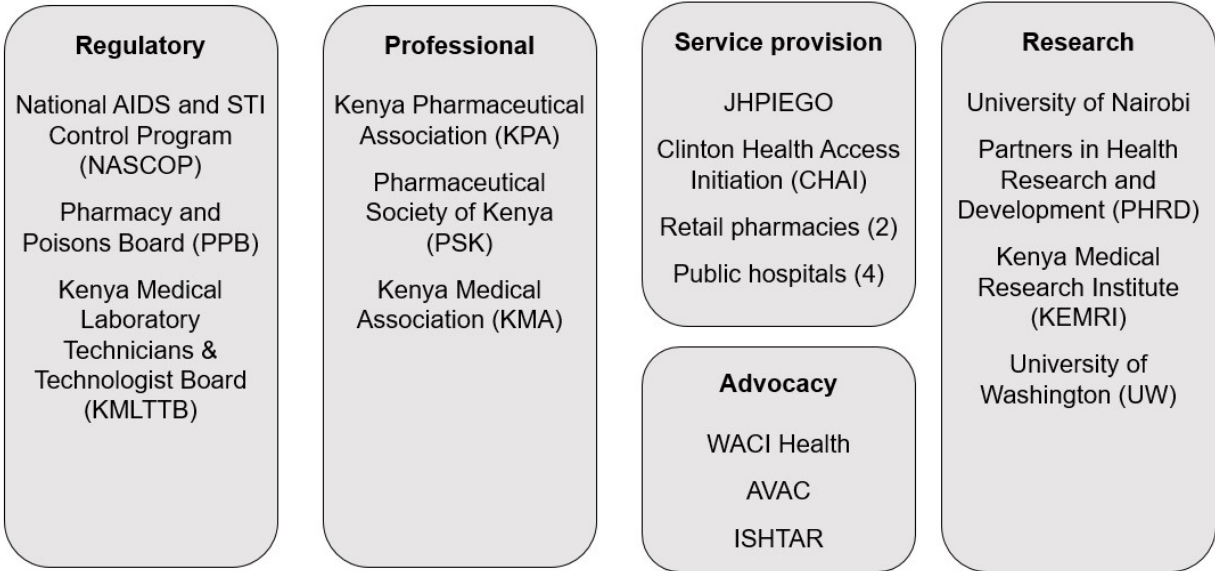 Regulatory
National AIDS and STI
Control Program
(NASCOP)
Pharmacy and
Poisons Board (PPB)
Kenya Medical
Laboratory
Technicians &
Technologist Board
(KMLTTB)
Professional
Kenya Pharmaceutical
Association (KPA)
Pharmaceutical
Society of Kenya
(PSK)
Kenya Medical
Association (KMA)
Service provision
JHPIEGO
Clinton Health Access
Initiation (CHAI)
Retail pharmacies (2)
Public hospitals (4)
Advocacy
WACI Health
AVAC
ISHTAR
Research
University of Nairobi
Partners in Health
Research and
Development (PHRD)
Kenya Medical
Research Institute
(KEMRI)
University of
Washington (UW)